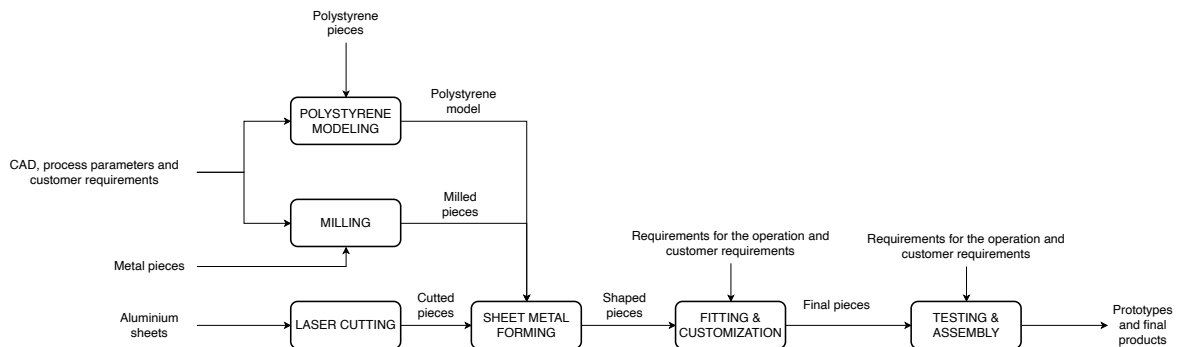 Polystyrene
pieces
POLYSTYRENE
MODELING
Polystyrene
model
CAD, process parameters and
customer requirements
MILLING
Milled
pieces
Metal pieces
Requirements for the operation and
customer requirements
Requirements for the operation and
customer requirements
Aluminium
sheets
LASER CUTTING
Cutted
pieces
SHEET METAL
FORMING
Shaped
pieces
FITTING &
CUSTOMIZATION
Final pieces
TESTING &
ASSEMBLY
Prototypes
and final
products